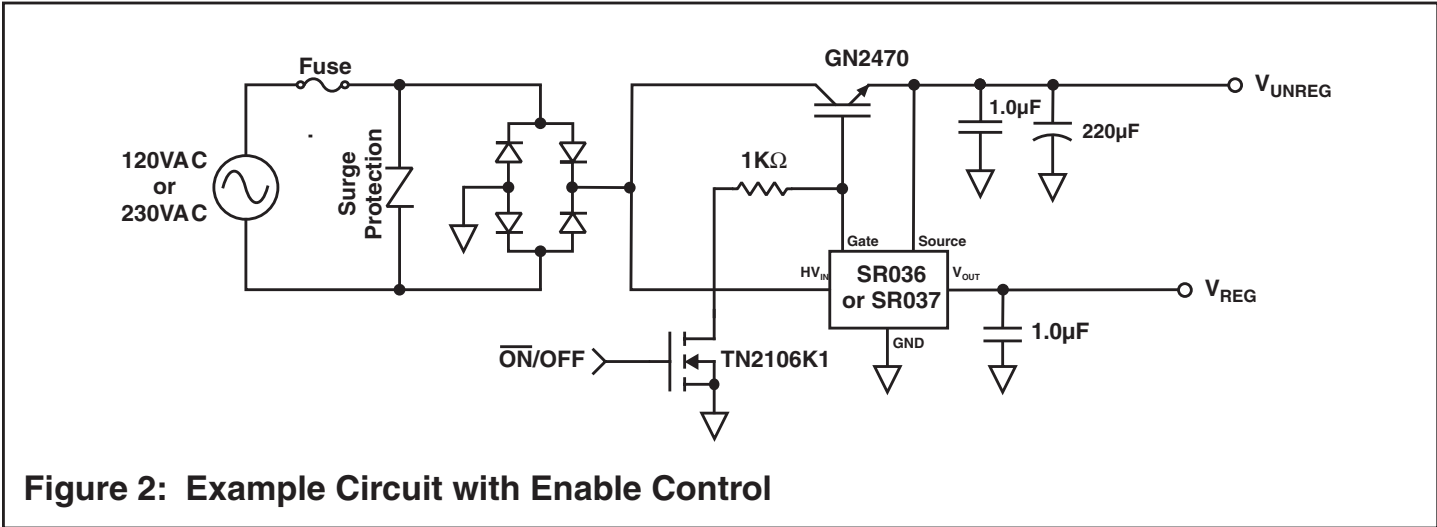 GN2470
Fuse
V_UNREG
1.0µF
220µF
120VAC
or
230VAC
Surge
Protection
1KΩ
Gate
Source
HV_IN
SR036
or SR037
V_OUT
V_REG
GND
1.0µF
O̅N̅/OFF
TN2106K1
Figure 2: Example Circuit with Enable Control